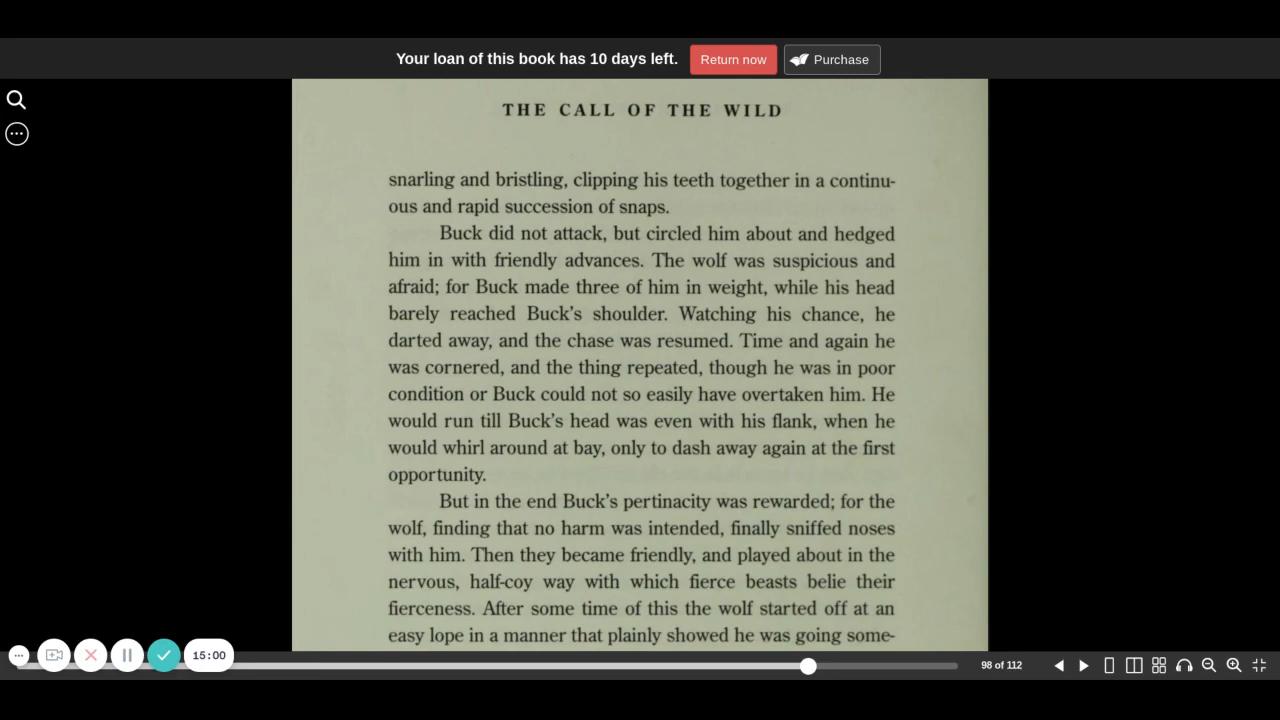 Your loan of this book has 10 days left. Return now Purchase
THE CALL OF THE WILD
snarling and bristling, clipping his teeth together in a continu-
ous and rapid succession of snaps.
Buck did not attack, but circled him about and hedged
him in with friendly advances. The wolf was suspicious and
afraid; for Buck made three of him in weight, while his head
barely reached Buck's shoulder. Watching his chance, he
darted away, and the chase was resumed. Time and again he
was cornered, and the thing repeated, though he was in poor
condition or Buck could not so easily have overtaken him. He
would run till Buck's head was even with his flank, when he
would whirl around at bay, only to dash away again at the first
opportunity.
But in the end Buck's pertinacity was rewarded; for the
wolf, finding that no harm was intended, finally sniffed noses
with him. Then they became friendly, and played about in the
nervous, half-coy way with which fierce beasts belie their
fierceness. After some time of this the wolf started off at an
easy lope in a manner that plainly showed he was going some-
15:00 98 of 112